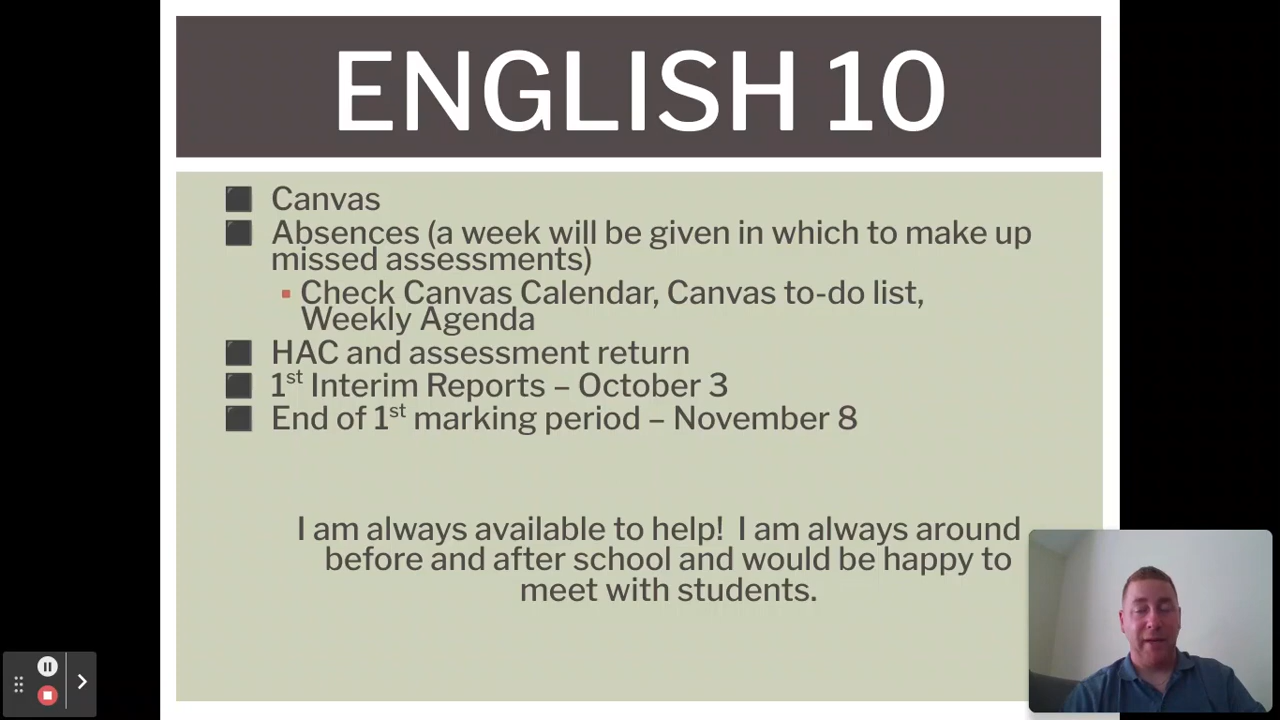 ENGLISH 10
Canvas
Absences (a week will be given in which to make up
missed assessments)
Check Canvas Calendar, Canvas to-do list,
Weekly Agenda
HAC and assessment return
1st Interim Reports – October 3
End of 1st marking period – November 8
I am always available to help!  I am always around
before and after school and would be happy to
meet with students.